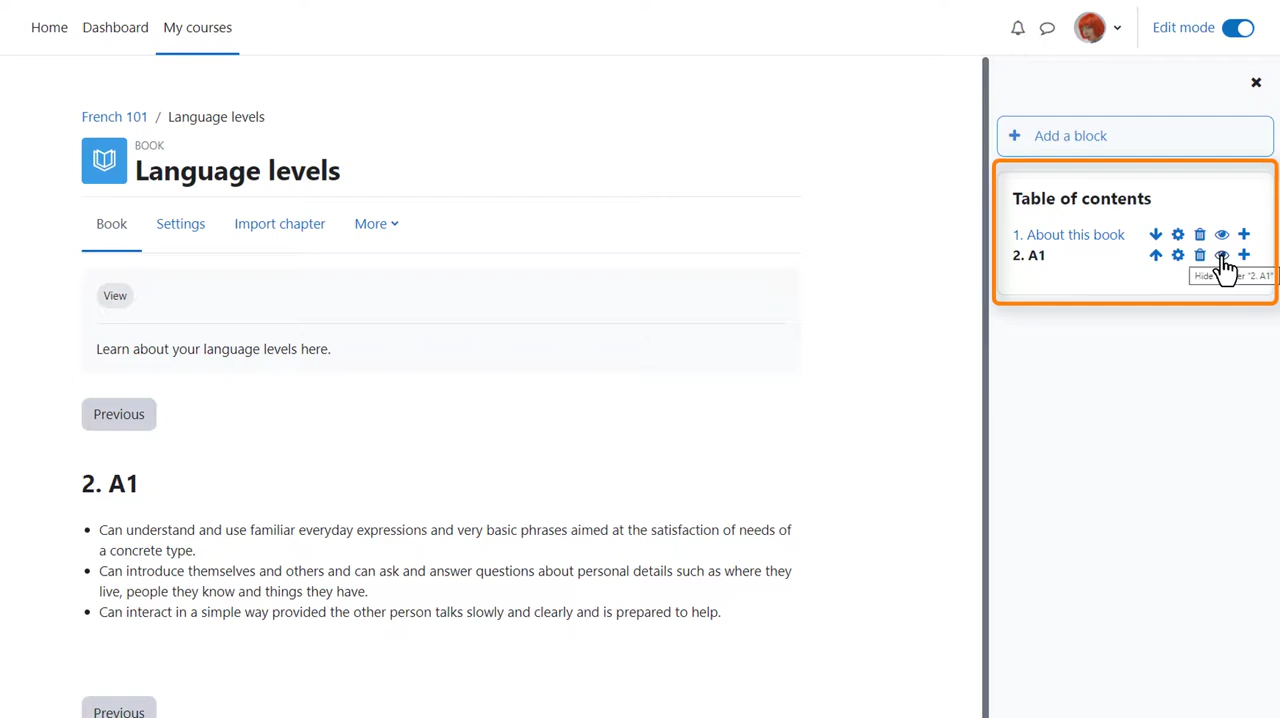 Home Dashboard My courses Edit mode
French 101 / Language levels
BOOK
Language levels
Book Settings Import chapter More
View
Learn about your language levels here.
Previous
2. A1
• Can understand and use familiar everyday expressions and very basic phrases aimed at the satisfaction of needs of
a concrete type.
• Can introduce themselves and others and can ask and answer questions about personal details such as where they
live, people they know and things they have.
• Can interact in a simple way provided the other person talks slowly and clearly and is prepared to help.
Previous
Add a block
Table of contents
1. About this book
2. A1
Hide "2. A1"